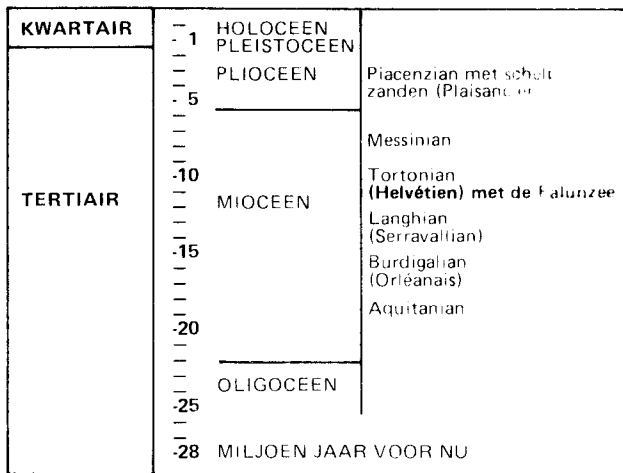 KWARTAIR
TERTIAIR
1
5
-10
-15
-20
-25
-28 MILJOEN JAAR VOOR NU
HOLOCEEN
PLEISTOCEEN
PLIOCEEN
MIOCEEN
OLIGOCEEN
Piacenzian met
zanden
Messinian
Tortonian
(Helvétien) met de
Langhian
(Serravallian)
Burdigalian
(Orléanais)
Aquitanian